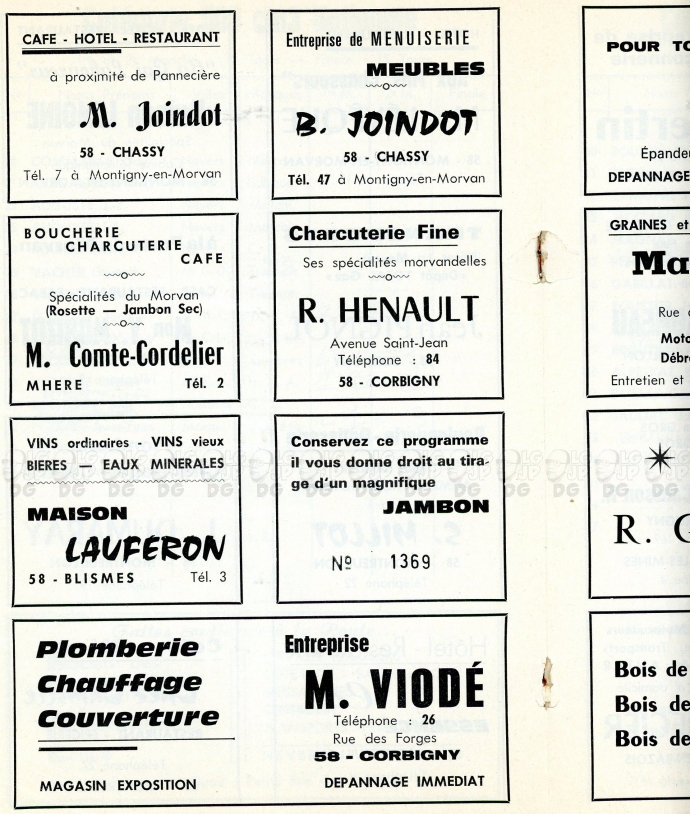 CAFE - HOTEL - RESTAURANT
à proximité de Pannecière
M. Joindot
58 - CHASSY
Tél. 7 à Montigny-en-Morvan
Entreprise de MENUISERIE
MEUBLES
B. JOINDOT
58 - CHASSY
Tél. 47 à Montigny-en-Morvan
BOUCHERIE
CHARCUTERIE
CAFE
Spécialités du Morvan
(Rosette — Jambon Sec)
M. Comte-Cordelier
MHERE Tél. 2
Charcuterie Fine
Ses spécialités morvandelles
R. HENAULT
Avenue Saint-Jean
Téléphone : 84
58 - CORBIGNY
VINS ordinaires - VINS vieux
BIERES — EAUX MINERALES
MAISON
LAUFERON
58 - BLISMES Tél. 3
Conservez ce programme
il vous donne droit au tira-
ge d'un magnifique
JAMBON
Nº 1369
Plomberie
Chauffage
Couverture
MAGASIN EXPOSITION
Entreprise
M. VIODÉ
Téléphone : 26
Rue des Forges
58 - CORBIGNY
DEPANNAGE IMMEDIAT
POUR TO
Épander
DEPANNAGE
GRAINES et
Ma
Rue
Moto
Débr
Entretien et
R. G
Bois de
Bois de
Bois de